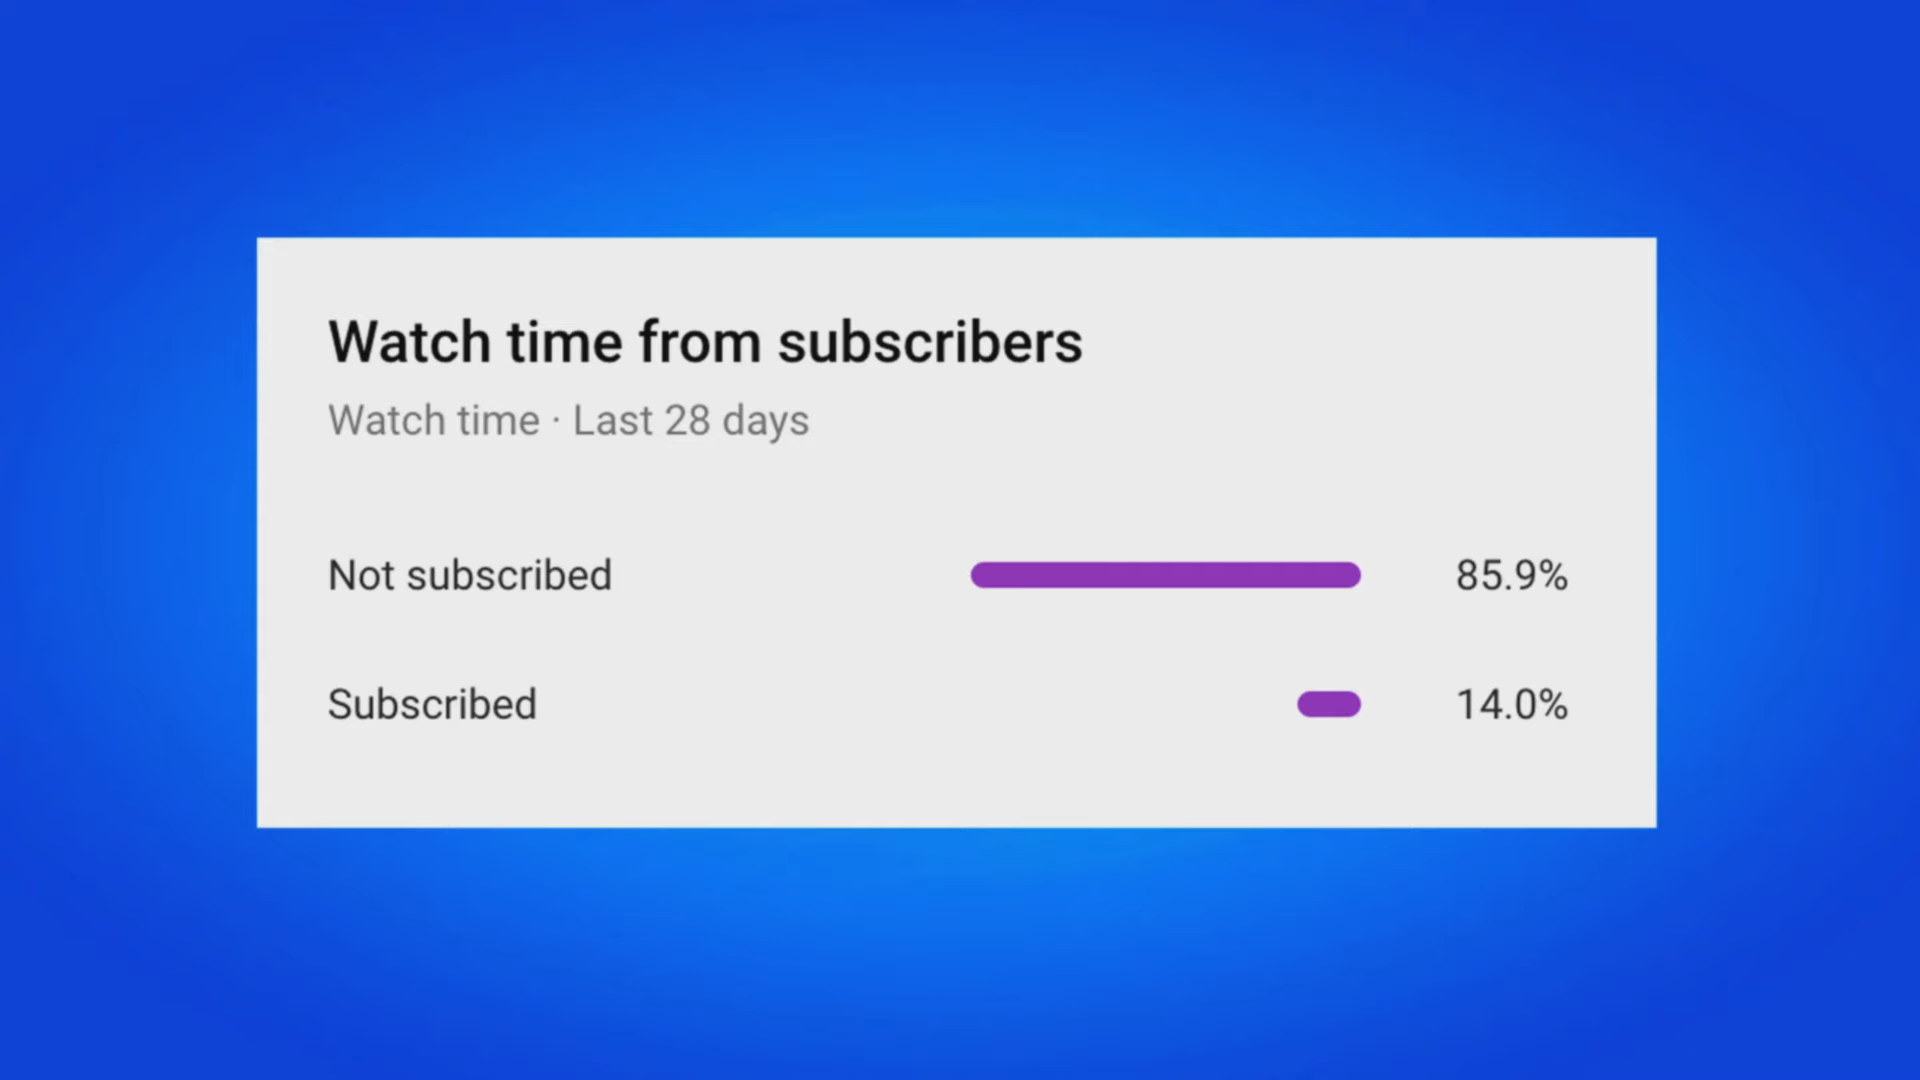 Watch time from subscribers
Watch time · Last 28 days
Not subscribed 85.9%
Subscribed 14.0%